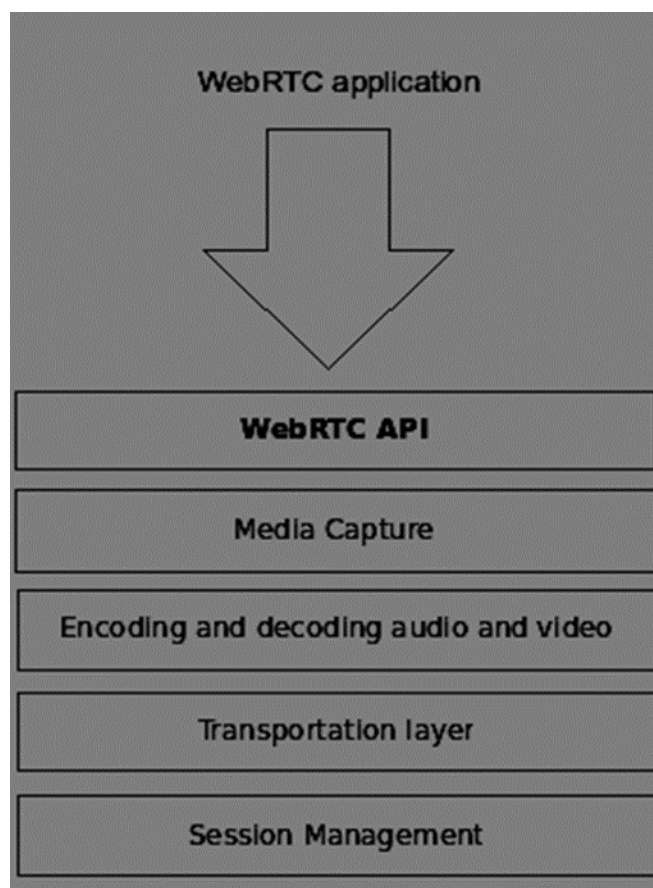 WebRTC application
WebRTC API
Media Capture
Encoding and decoding audio and video
Transportation layer
Session Management